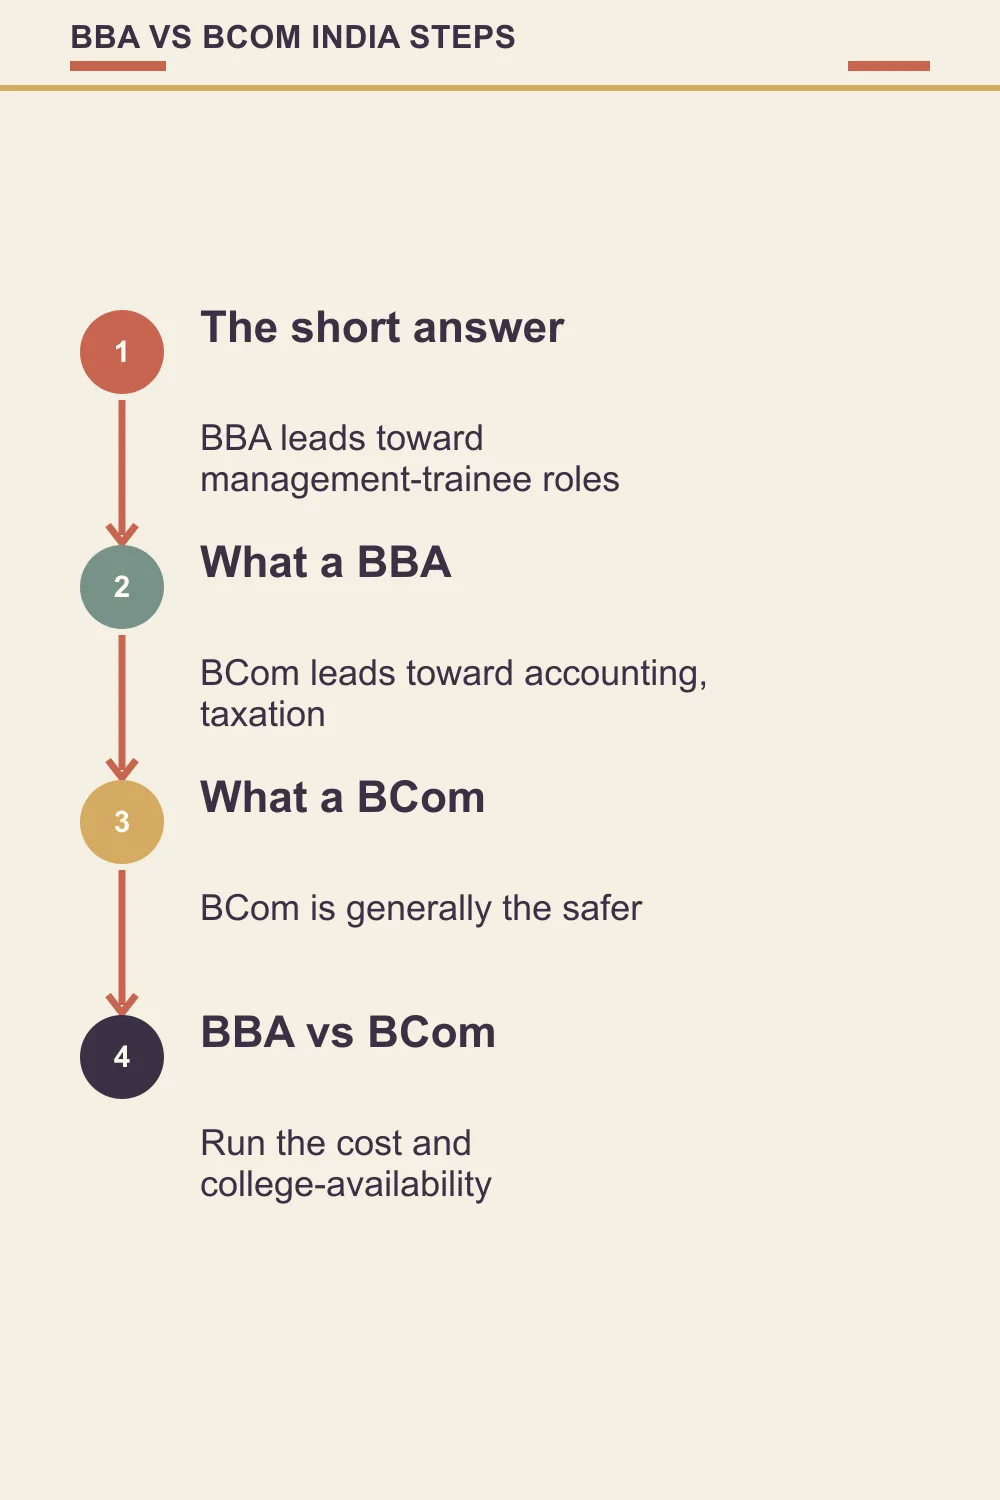 BBA VS BCOM INDIA STEPS
1
The short answer
BBA leads toward
management-trainee roles
2
What a BBA
BCom leads toward accounting,
taxation
3
What a BCom
BCom is generally the safer
4
BBA vs BCom
Run the cost and
college-availability